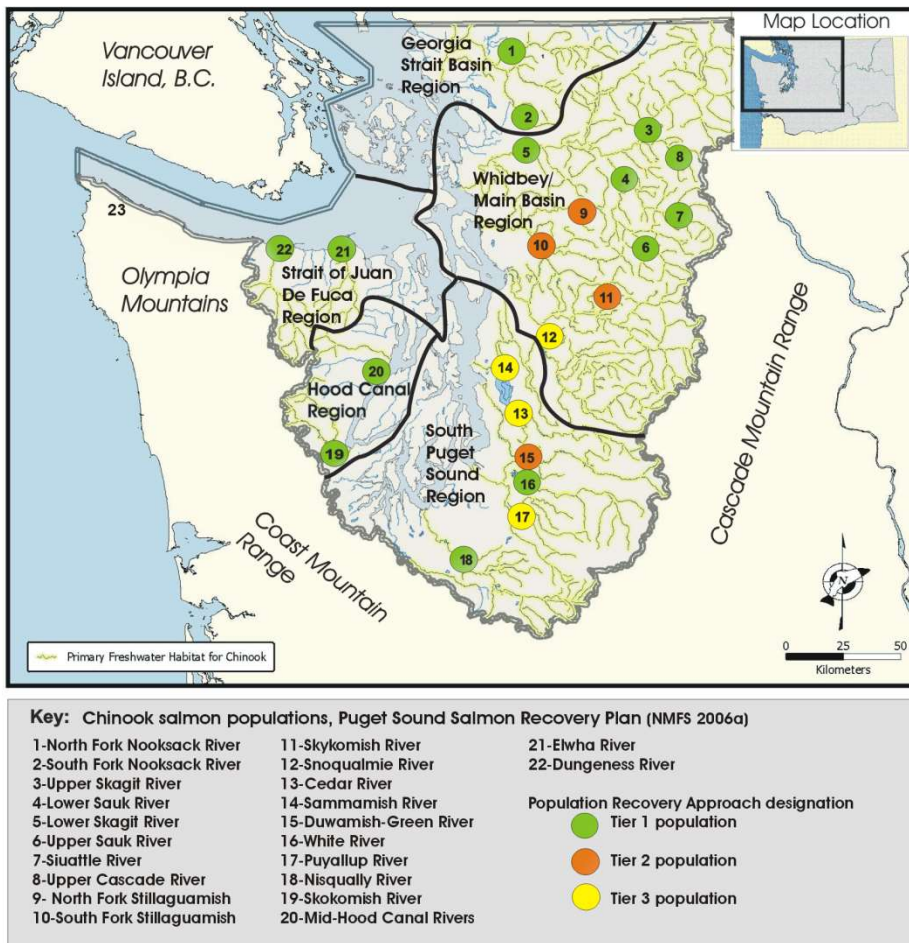 Map Location
Vancouver
Island, B.C.
Georgia
Strait Basin
Region
1
2
3
5
8
4
Whidbey/
Main Basin
Region
9
7
23
10
6
22
21
Olympia
Mountains
Strait of Juan
De Fuca
Region
11
12
14
20
Hood Canal
Region
13
South
Puget
Sound
Region
19
15
16
17
18
Cascade Mountain Range
Coast Mountain
Range
N
Primary Freshwater Habitat for Chinook
0 25 50
Kilometers
Key: Chinook salmon populations, Puget Sound Salmon Recovery Plan (NMFS 2006a)
1-North Fork Nooksack River
2-South Fork Nooksack River
3-Upper Skagit River
4-Lower Sauk River
5-Lower Skagit River
6-Upper Sauk River
7-Siuattle River
8-Upper Cascade River
9- North Fork Stillaguamish
10-South Fork Stillaguamish
11-Skykomish River
12-Snoqualmie River
13-Cedar River
14-Sammamish River
15-Duwamish-Green River
16-White River
17-Puyallup River
18-Nisqually River
19-Skokomish River
20-Mid-Hood Canal Rivers
21-Elwha River
22-Dungeness River
Population Recovery Approach designation
Tier 1 population
Tier 2 population
Tier 3 population